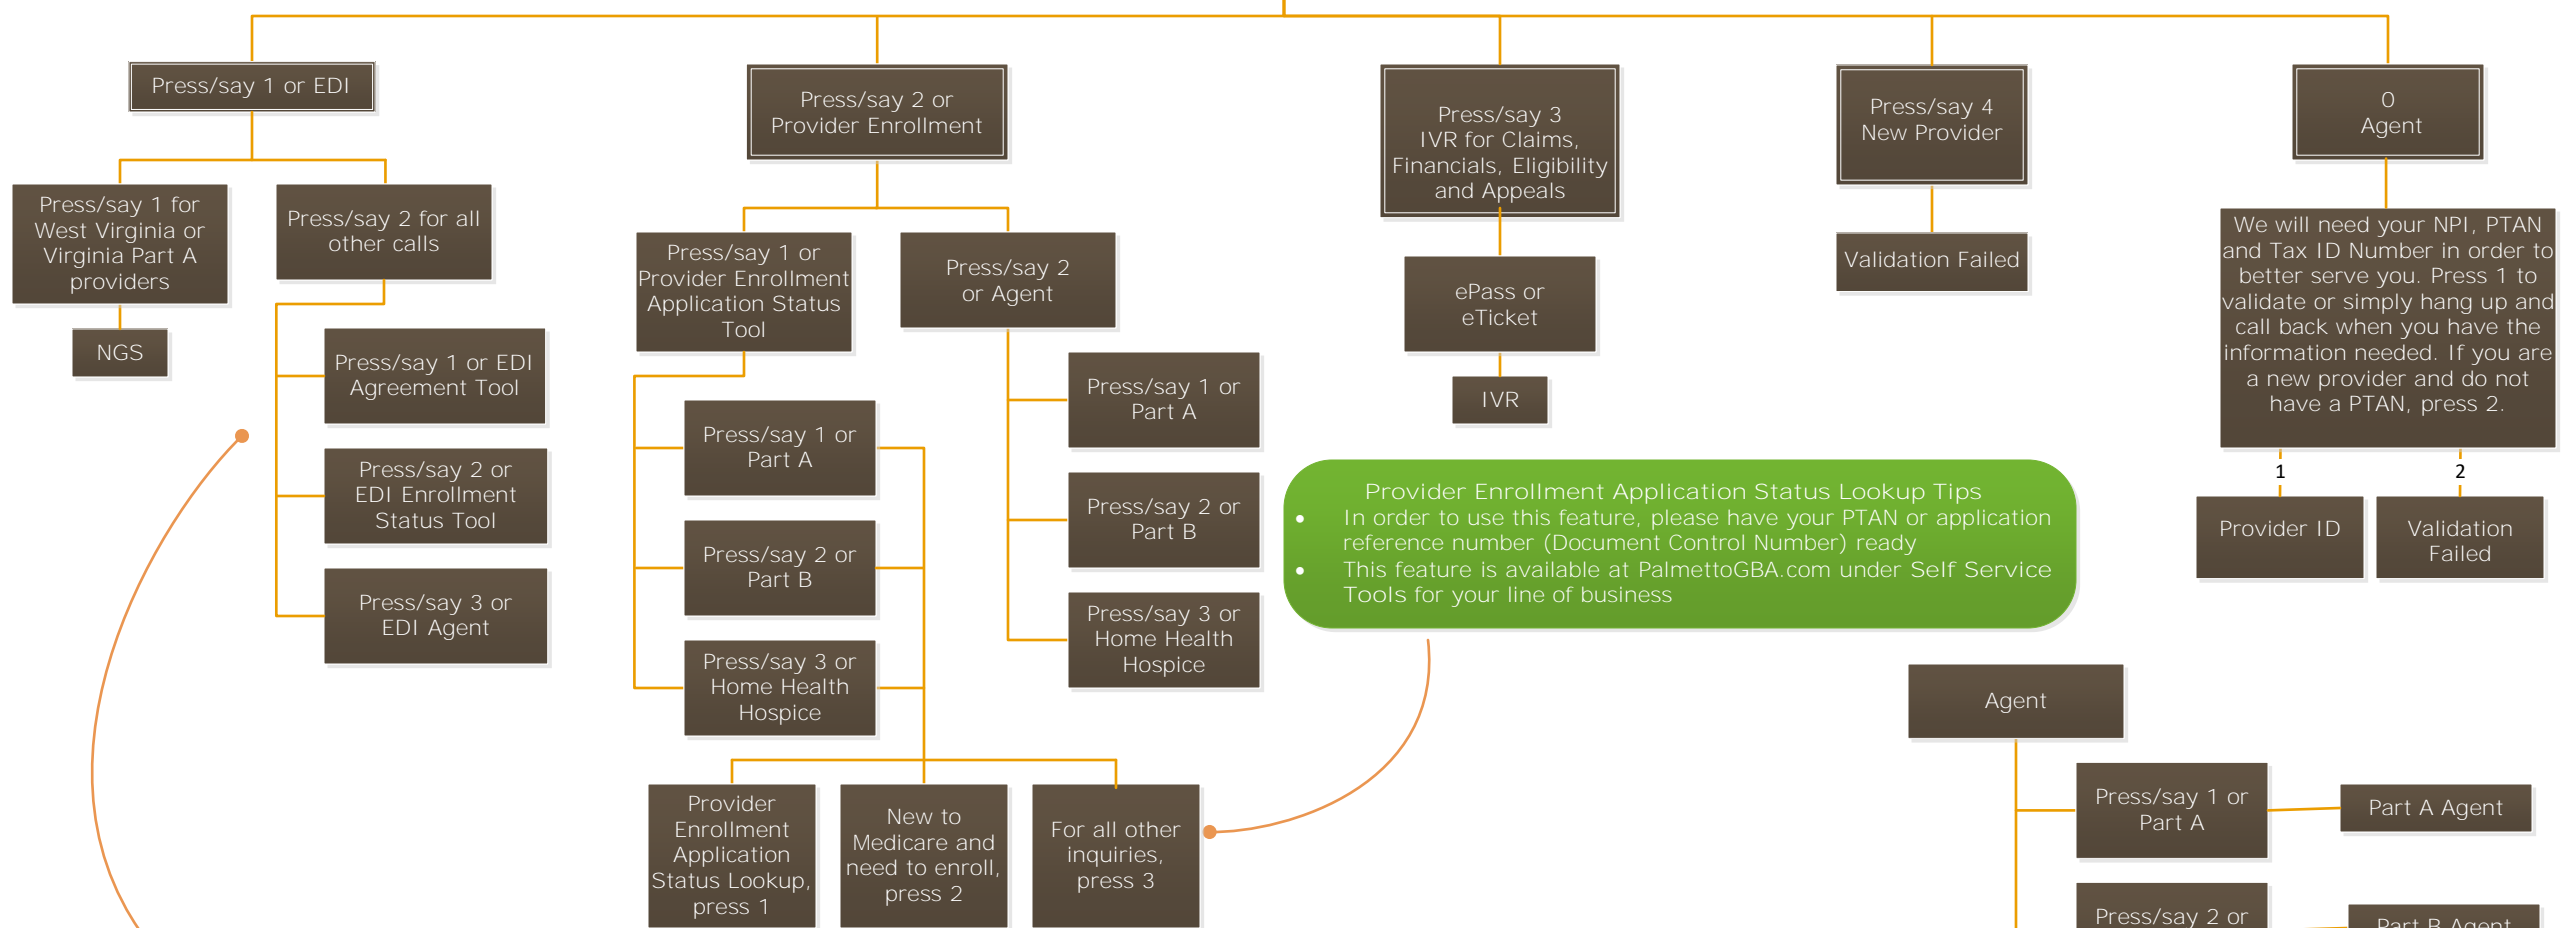 Press/say 1 or EDI
Press/say 1 for
West Virginia or
Virginia Part A
providers
NGS
Press/say 2 for all
other calls
Press/say 1 or EDI
Agreement Tool
Press/say 2 or
EDI Enrollment
Status Tool
Press/say 3 or
EDI Agent
Press/say 2 or
Provider Enrollment
Press/say 1 or
Provider Enrollment
Application Status
Tool
Press/say 1 or
Part A
Press/say 2 or
Part B
Press/say 3 or
Home Health
Hospice
Provider
Enrollment
Application
Status Lookup,
press 1
New to
Medicare and
need to enroll,
press 2
For all other
inquiries,
press 3
Press/say 2
or Agent
Press/say 1 or
Part A
Press/say 2 or
Part B
Press/say 3 or
Home Health
Hospice
Press/say 3
IVR for Claims,
Financials, Eligibility
and Appeals
ePass or
eTicket
IVR
Provider Enrollment Application Status Lookup Tips
• In order to use this feature, please have your PTAN or application
reference number (Document Control Number) ready
• This feature is available at PalmettoGBA.com under Self Service
Tools for your line of business
Press/say 4
New Provider
Validation Failed
0
Agent
We will need your NPI, PTAN
and Tax ID Number in order to
better serve you. Press 1 to
validate or simply hang up and
call back when you have the
information needed. If you are
a new provider and do not
have a PTAN, press 2.
1
Provider ID
2
Validation
Failed
Agent
Press/say 1 or
Part A
Part A Agent
Press/say 2 or
Part B Agent